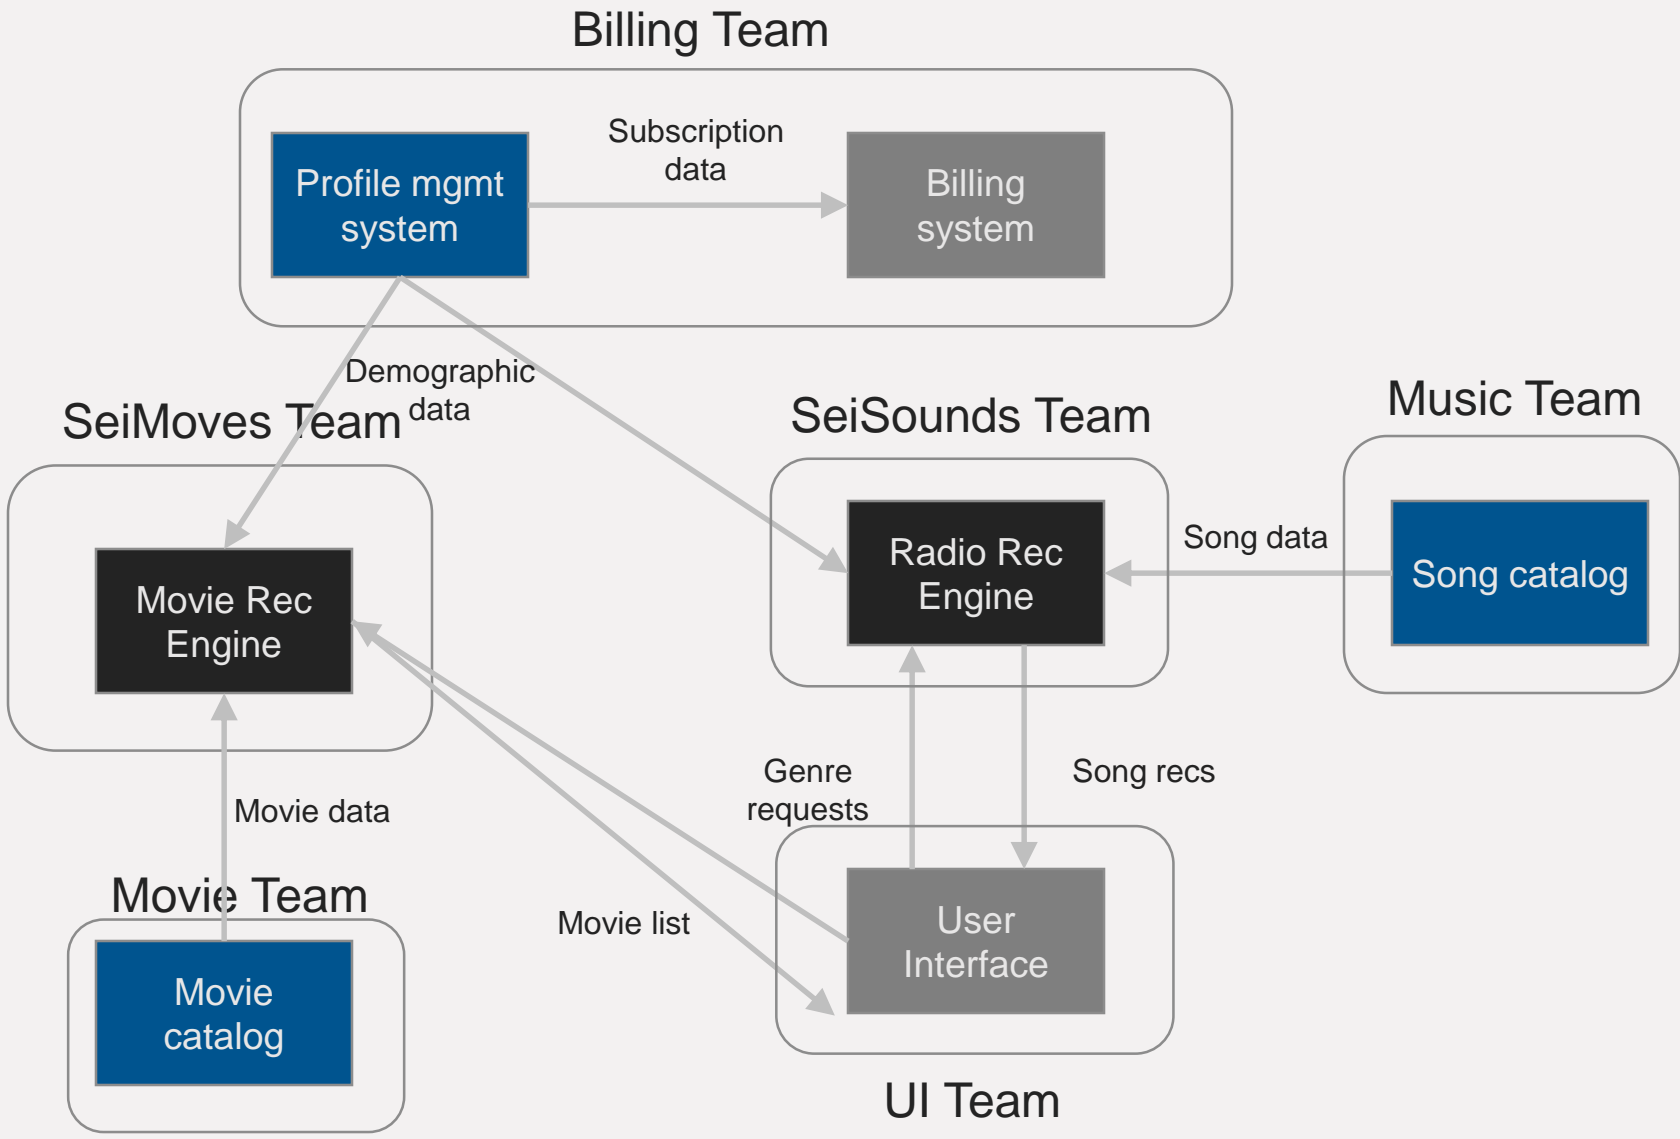 Billing Team
Profile mgmt
system
Subscription
data
Billing
system
Demographic
data
SeiMoves Team
SeiSounds Team
Music Team
Movie Rec
Engine
Radio Rec
Engine
Song data
Song catalog
Movie data
Genre
requests
Song recs
Movie Team
Movie list
Movie
catalog
User
Interface
UI Team